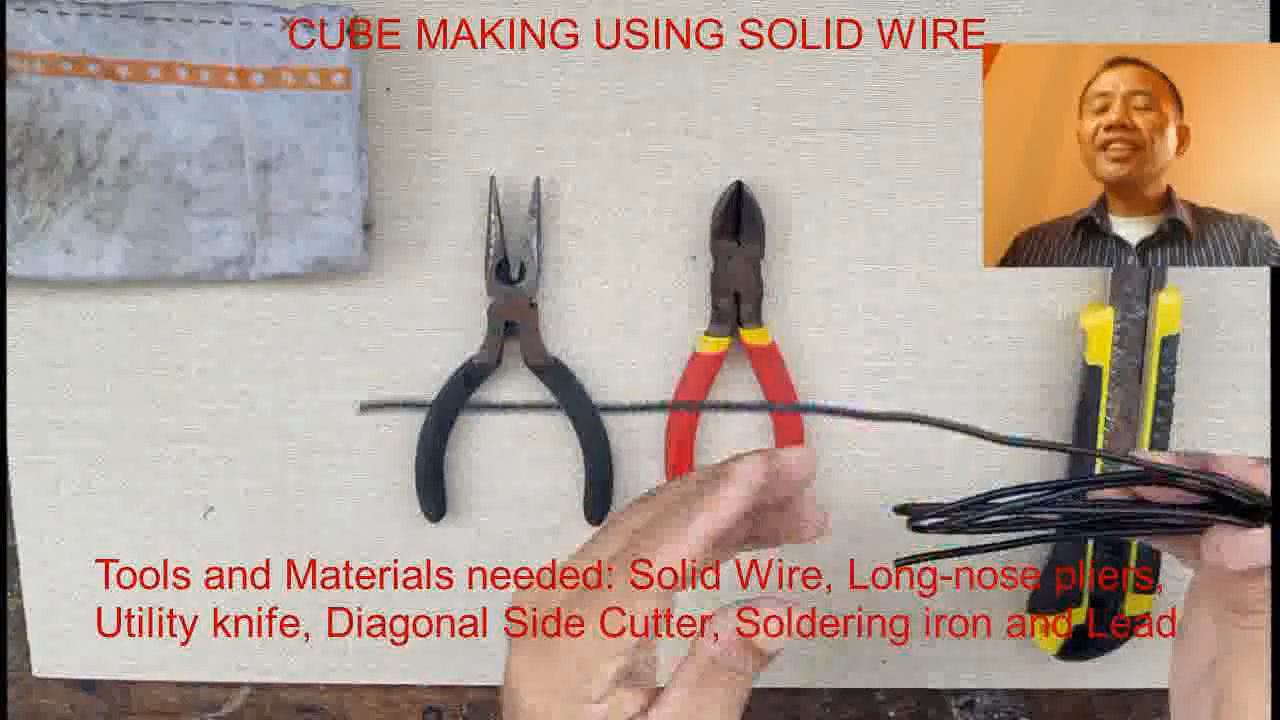 CUBE MAKING USING SOLID WIRE
Tools and Materials needed: Solid Wire, Long-nose pliers,
Utility knife, Diagonal Side Cutter, Soldering iron and Lead